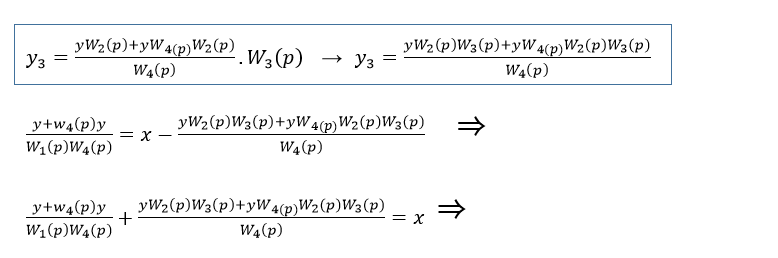 y₃ = (yW₂(p)+yW₄₍ₚ₎W₂(p))/(W₄(p)) . W₃(p) → y₃ = (yW₂(p)W₃(p)+yW₄₍ₚ₎W₂(p)W₃(p))/(W₄(p))
(y+w₄(p)y)/(W₁(p)W₄(p)) = x − (yW₂(p)W₃(p)+yW₄₍ₚ₎W₂(p)W₃(p))/(W₄(p)) ⇒
(y+w₄(p)y)/(W₁(p)W₄(p)) + (yW₂(p)W₃(p)+yW₄₍ₚ₎W₂(p)W₃(p))/(W₄(p)) = x ⇒